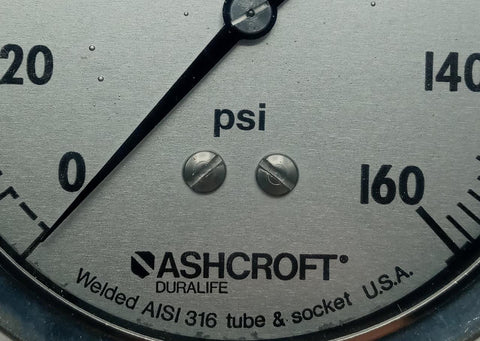 20
140
psi
0
160
ASHCROFT®
DURALIFE
Welded AISI 316 tube & socket U.S.A.